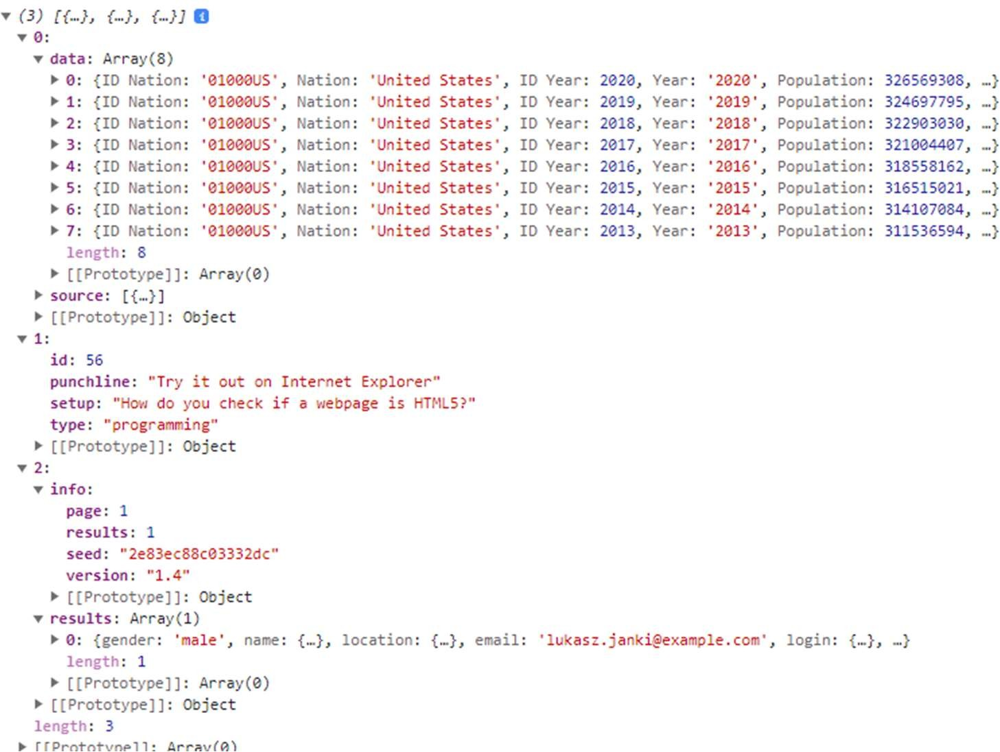 (3) [{…}, {…}, {…}] i
0:
data: Array(8)
0: {ID Nation: '01000US', Nation: 'United States', ID Year: 2020, Year: '2020', Population: 326569308, …}
1: {ID Nation: '01000US', Nation: 'United States', ID Year: 2019, Year: '2019', Population: 324697795, …}
2: {ID Nation: '01000US', Nation: 'United States', ID Year: 2018, Year: '2018', Population: 322903030, …}
3: {ID Nation: '01000US', Nation: 'United States', ID Year: 2017, Year: '2017', Population: 321004407, …}
4: {ID Nation: '01000US', Nation: 'United States', ID Year: 2016, Year: '2016', Population: 318558162, …}
5: {ID Nation: '01000US', Nation: 'United States', ID Year: 2015, Year: '2015', Population: 316515021, …}
6: {ID Nation: '01000US', Nation: 'United States', ID Year: 2014, Year: '2014', Population: 314107084, …}
7: {ID Nation: '01000US', Nation: 'United States', ID Year: 2013, Year: '2013', Population: 311536594, …}
length: 8
[[Prototype]]: Array(0)
source: [{…}]
[[Prototype]]: Object
1:
id: 56
punchline: "Try it out on Internet Explorer"
setup: "How do you check if a webpage is HTML5?"
type: "programming"
[[Prototype]]: Object
2:
info:
page: 1
results: 1
seed: "2e83ec88c03332dc"
version: "1.4"
[[Prototype]]: Object
results: Array(1)
0: {gender: 'male', name: {…}, location: {…}, email: 'lukasz.janki@example.com', login: {…}, …}
length: 1
[[Prototype]]: Array(0)
[[Prototype]]: Object
length: 3
[[Prototype]]: Array(0)